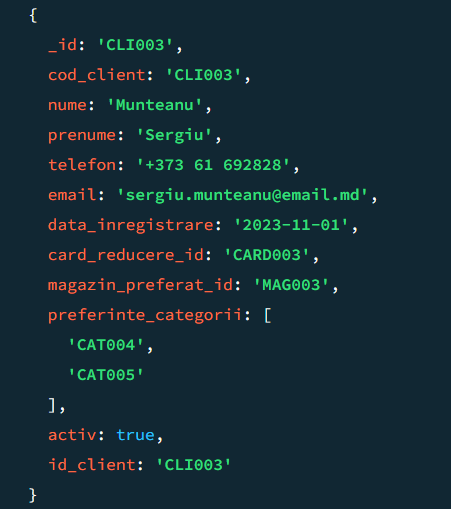 {
_id: 'CLI003',
cod_client: 'CLI003',
nume: 'Munteanu',
prenume: 'Sergiu',
telefon: '+373 61 692828',
email: 'sergiu.munteanu@email.md',
data_inregistrare: '2023-11-01',
card_reducere_id: 'CARD003',
magazin_preferat_id: 'MAG003',
preferinte_categorii: [
'CAT004',
'CAT005'
],
activ: true,
id_client: 'CLI003'
}